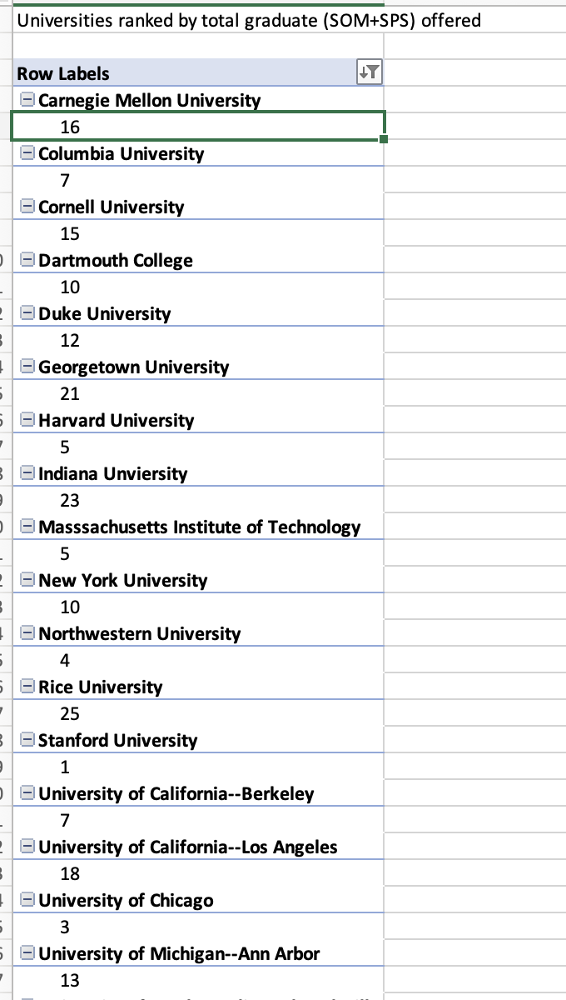 Universities ranked by total graduate (SOM+SPS) offered
Row Labels
Carnegie Mellon University
16
Columbia University
7
Cornell University
15
Dartmouth College
10
Duke University
12
Georgetown University
21
Harvard University
5
Indiana Unviersity
23
Masssachusetts Institute of Technology
5
New York University
10
Northwestern University
4
Rice University
25
Stanford University
1
University of California--Berkeley
7
University of California--Los Angeles
18
University of Chicago
3
University of Michigan--Ann Arbor
13